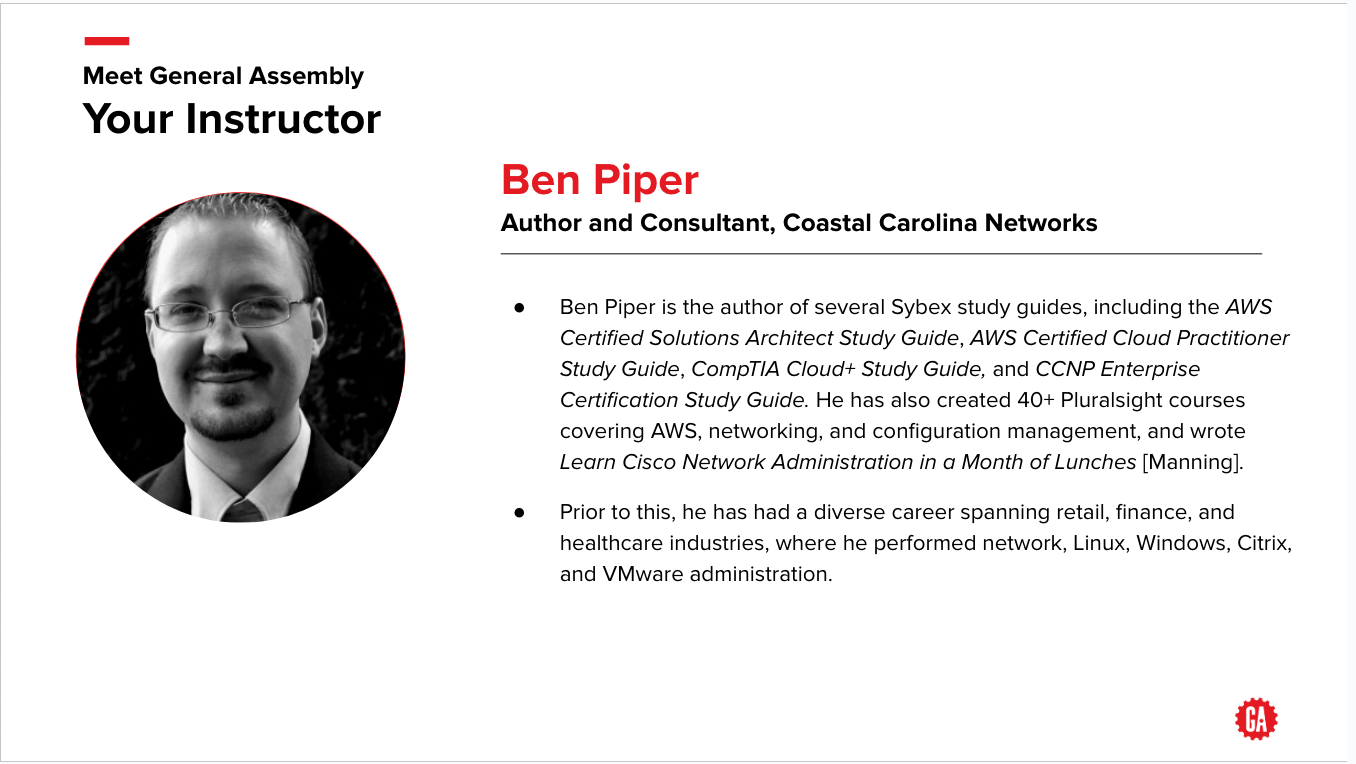 Meet General Assembly
Your Instructor
Ben Piper
Author and Consultant, Coastal Carolina Networks
● Ben Piper is the author of several Sybex study guides, including the AWS
Certified Solutions Architect Study Guide, AWS Certified Cloud Practitioner
Study Guide, CompTIA Cloud+ Study Guide, and CCNP Enterprise
Certification Study Guide. He has also created 40+ Pluralsight courses
covering AWS, networking, and configuration management, and wrote
Learn Cisco Network Administration in a Month of Lunches [Manning].
● Prior to this, he has had a diverse career spanning retail, finance, and
healthcare industries, where he performed network, Linux, Windows, Citrix,
and VMware administration.
GA